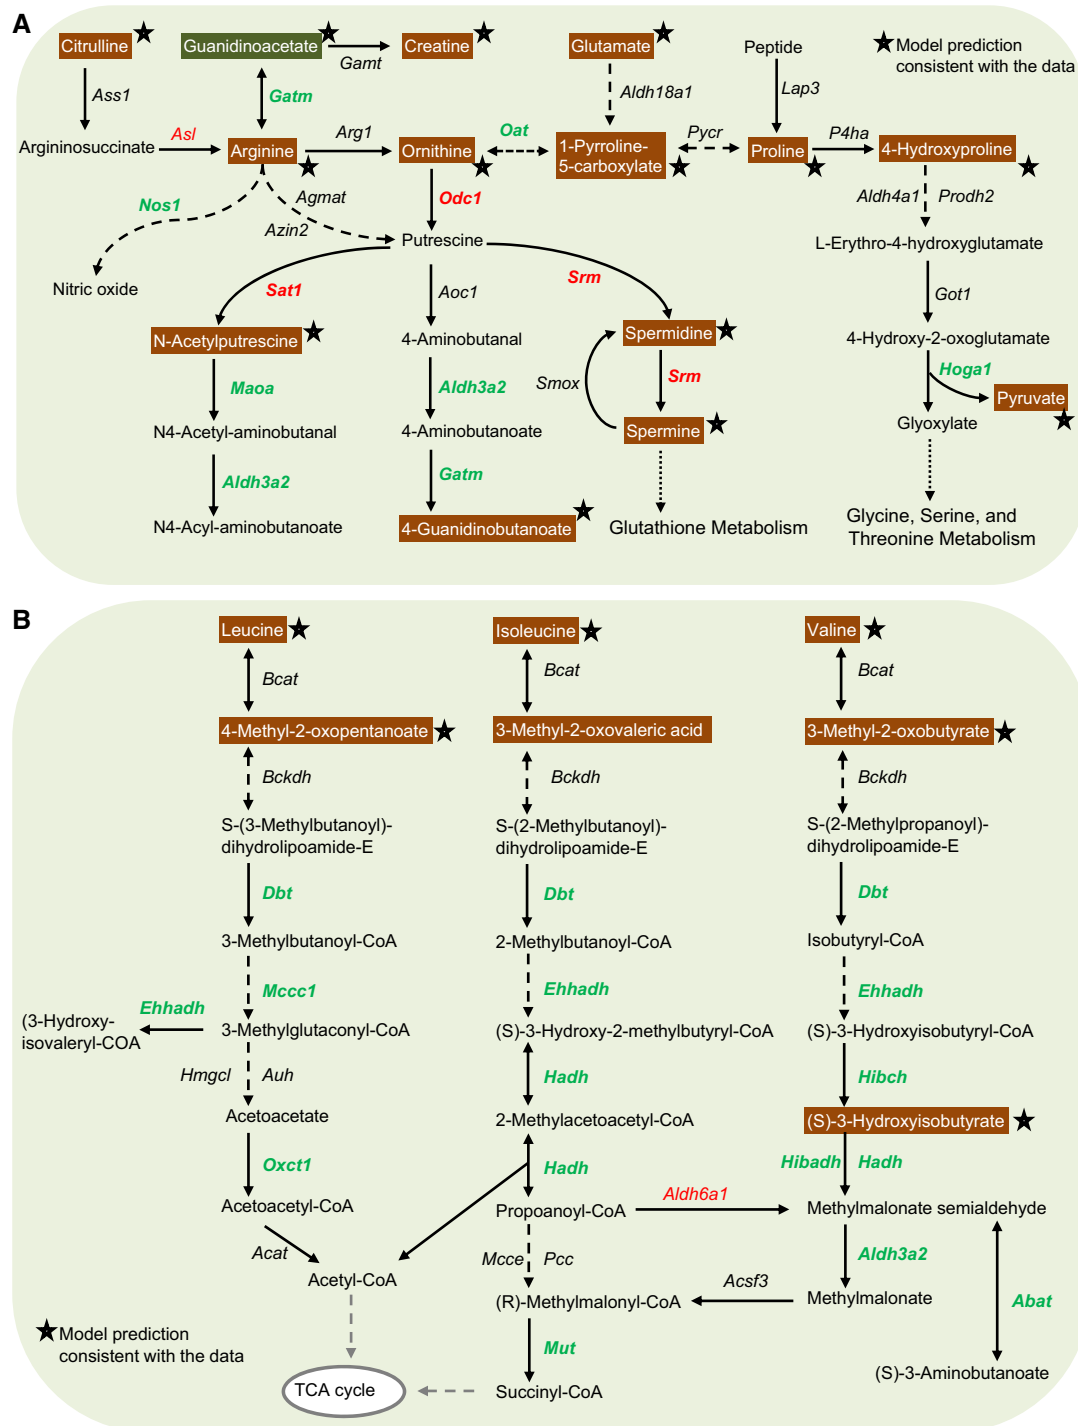 A
Citrulline
Guanidinoacetate
Creatine
Glutamate
Model prediction
consistent with the data
Gamt
Peptide
Ass1
Gatm
Aldh18a1
Lap3
Argininosuccinate
Asl
Arginine
Arg1
Ornithine
Oat
1-Pyrroline-
5-carboxylate
Pycr
Proline
P4ha
4-Hydroxyproline
Nos1
Agmat
Azin2
Odc1
Aldh4a1
Prodh2
Putrescine
L-Erythro-4-hydroxyglutamate
Nitric oxide
Sat1
Aoc1
Srm
Got1
N-Acetylputrescine
4-Aminobutanal
Spermidine
4-Hydroxy-2-oxoglutamate
Maoa
Aldh3a2
Smox
Srm
Hoga1
Pyruvate
N4-Acetyl-aminobutanal
4-Aminobutanoate
Spermine
Glyoxylate
Aldh3a2
Gatm
N4-Acyl-aminobutanoate
4-Guanidinobutanoate
Glutathione Metabolism
Glycine, Serine, and
Threonine Metabolism
B
Leucine
Isoleucine
Valine
Bcat
Bcat
Bcat
4-Methyl-2-oxopentanoate
3-Methyl-2-oxovaleric acid
3-Methyl-2-oxobutyrate
Bckdh
Bckdh
Bckdh
S-(3-Methylbutanoyl)-
dihydrolipoamide-E
S-(2-Methylbutanoyl)-
dihydrolipoamide-E
S-(2-Methylpropanoyl)-
dihydrolipoamide-E
Dbt
Dbt
Dbt
3-Methylbutanoyl-CoA
2-Methylbutanoyl-CoA
Isobutyryl-CoA
Mccc1
Ehhadh
Ehhadh
Ehhadh
(3-Hydroxy-
isovaleryl-COA
3-Methylglutaconyl-CoA
(S)-3-Hydroxy-2-methylbutyryl-CoA
(S)-3-Hydroxyisobutyryl-CoA
Hmgcl
Auh
Hadh
Hibch
Acetoacetate
2-Methylacetoacetyl-CoA
(S)-3-Hydroxyisobutyrate
Oxct1
Hadh
Hibadh
Hadh
Aldh6a1
Acetoacetyl-CoA
Propoanoyl-CoA
Methylmalonate semialdehyde
Acat
Mcce
Pcc
Aldh3a2
Acetyl-CoA
(R)-Methylmalonyl-CoA
Acsf3
Methylmalonate
Abat
Model prediction
consistent with the data
Mut
(S)-3-Aminobutanoate
TCA cycle
Succinyl-CoA